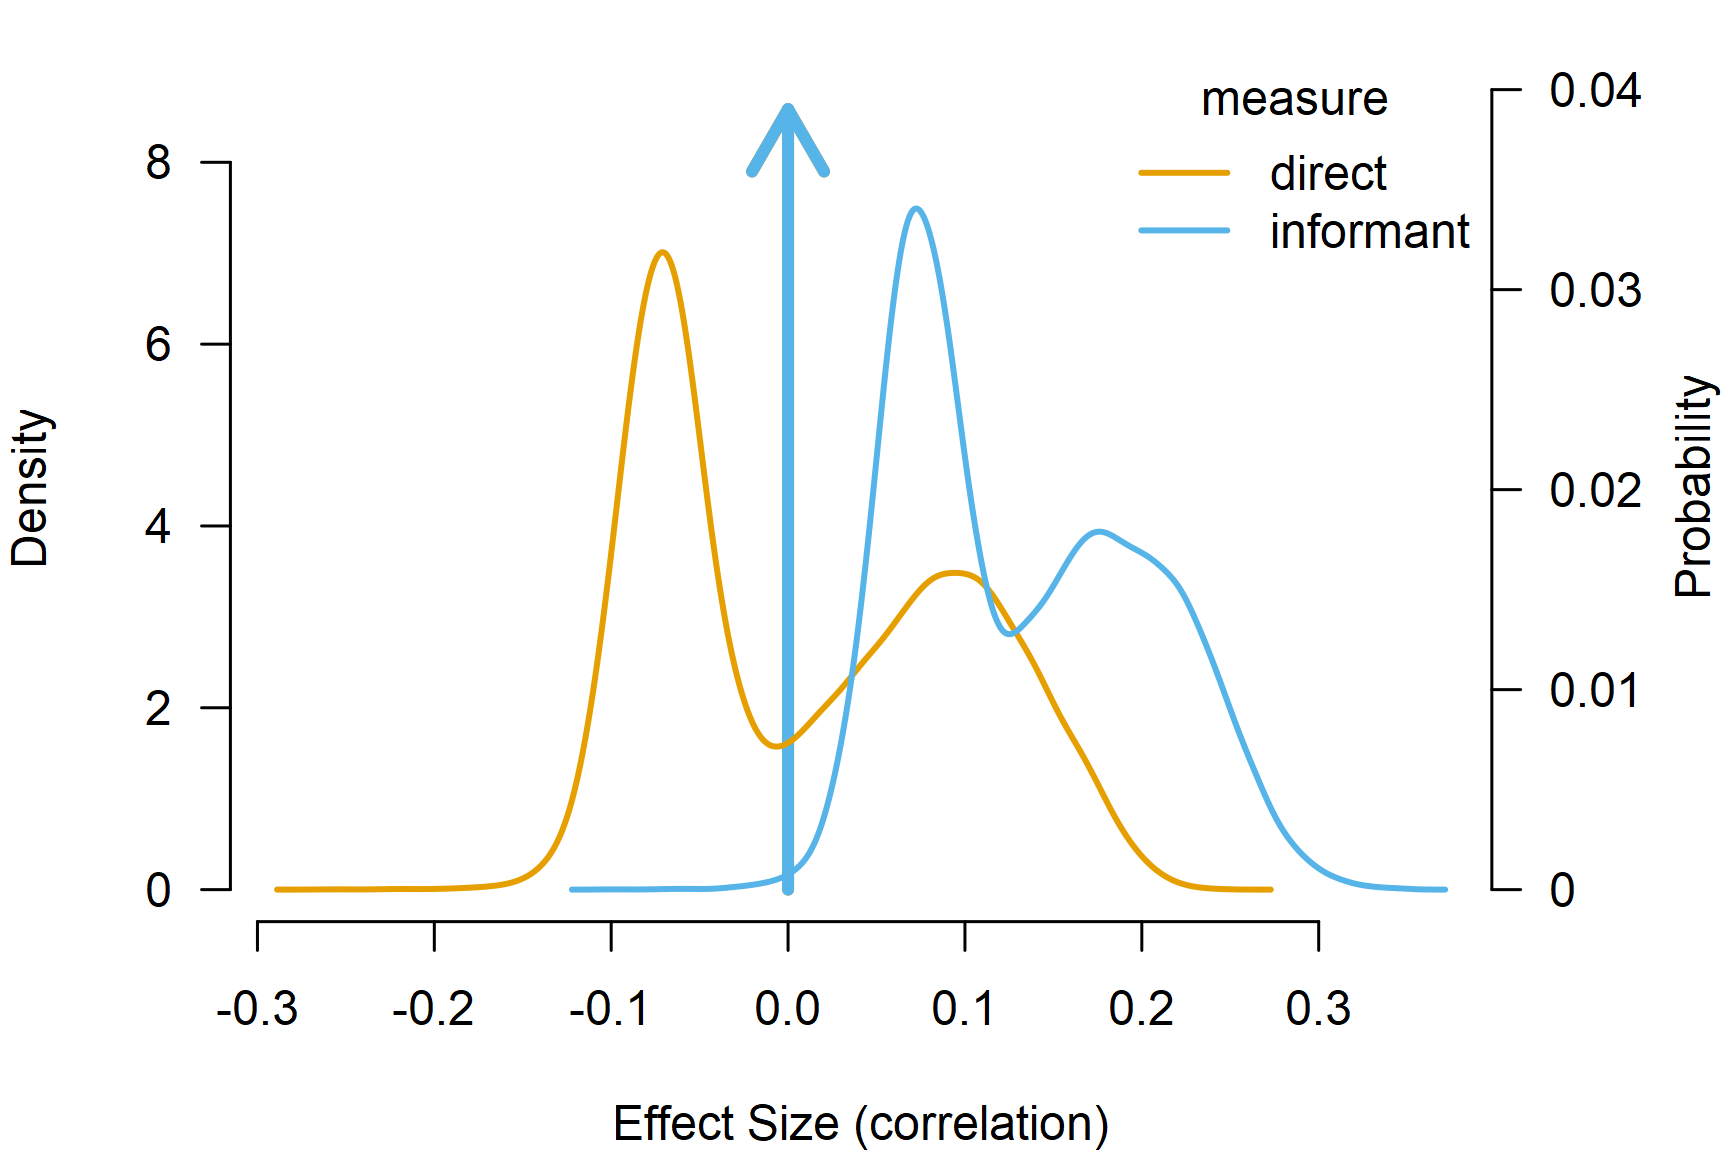 measure
direct
informant
Density
8
6
4
2
0
Probability
0.04
0.03
0.02
0.01
0
-0.3 -0.2 -0.1 0.0 0.1 0.2 0.3
Effect Size (correlation)